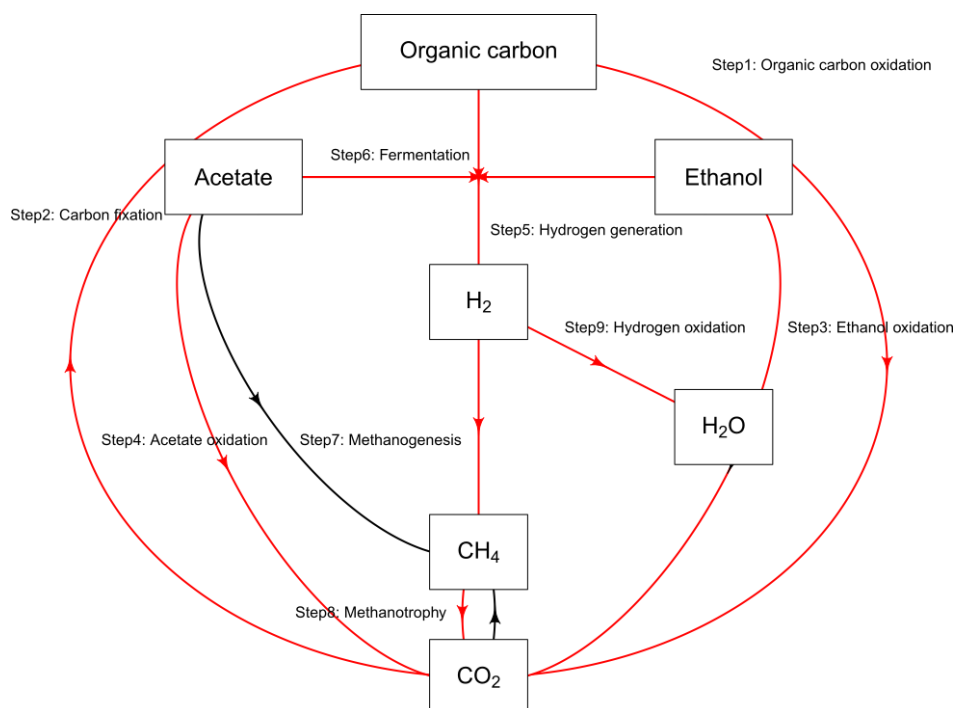 Organic carbon
Step1: Organic carbon oxidation
Step6: Fermentation
Acetate
Ethanol
Step2: Carbon fixation
Step5: Hydrogen generation
H₂
Step9: Hydrogen oxidation
Step3: Ethanol oxidation
H₂O
Step4: Acetate oxidation
Step7: Methanogenesis
CH₄
Step8: Methanotrophy
CO₂